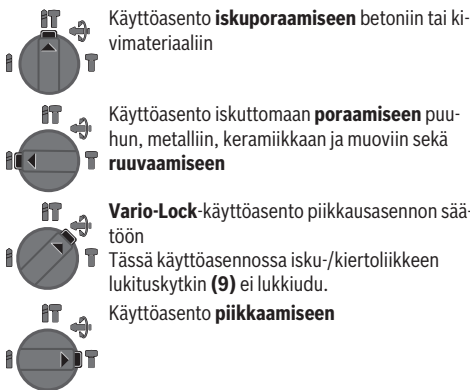 Käyttöasento iskuporaamiseen betoniin tai ki-
vimateriaaliin
Käyttöasento iskuttomaan poraamiseen puu-
hun, metalliin, keramiikkaan ja muoviin sekä
ruuvaamiseen
Vario-Lock-käyttöasento piikkausasennon sää-
töön
Tässä käyttöasennossa isku-/kiertoliikkeen
lukituskytkin (9) ei lukkiudu.
Käyttöasento piikkaamiseen